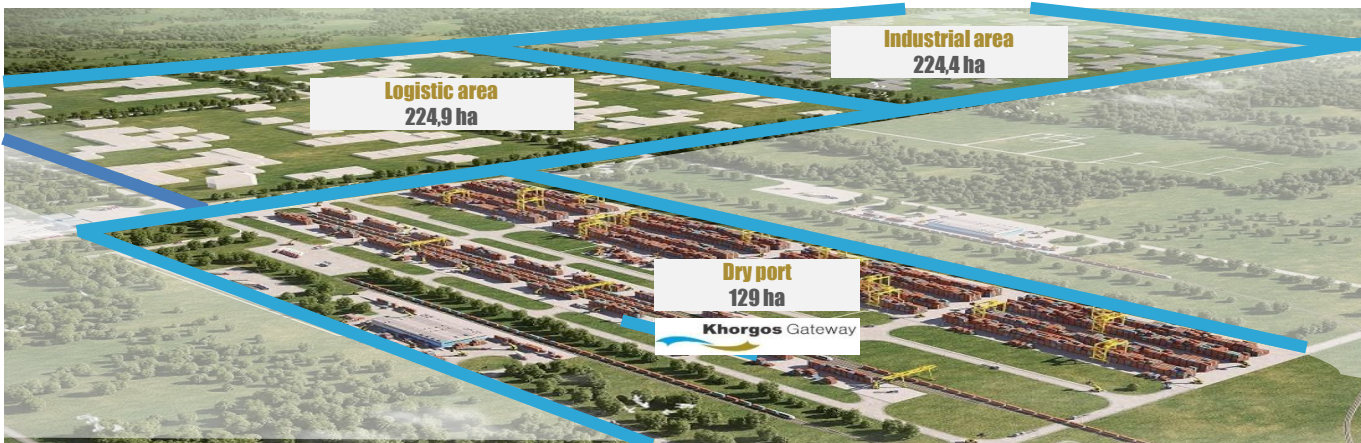 Industrial area
224,4 ha
Logistic area
224,9 ha
Dry port
129 ha
Khorgos Gateway